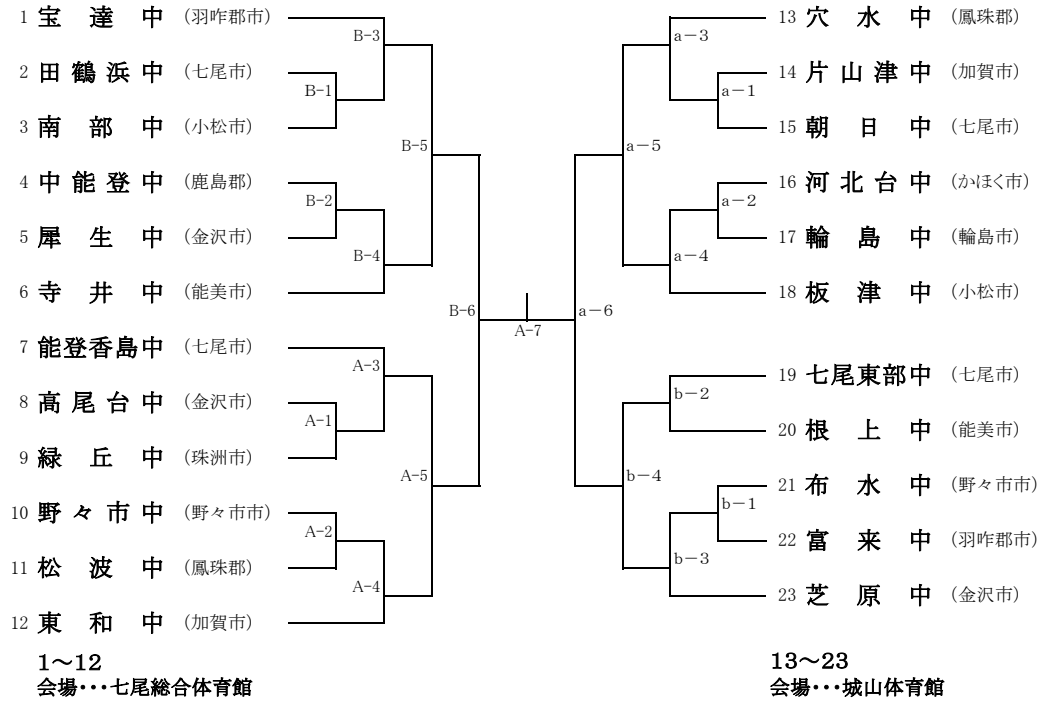 1 宝達中 (羽咋郡市)
2 田鶴浜中 (七尾市)
3 南部中 (小松市)
4 中能登中 (鹿島郡)
5 犀生中 (金沢市)
6 寺井中 (能美市)
7 能登香島中 (七尾市)
8 高尾台中 (金沢市)
9 緑丘中 (珠洲市)
10 野々市中 (野々市市)
11 松波中 (鳳珠郡)
12 東和中 (加賀市)
B-3
B-1
B-5
B-2
B-4
B-6
A-3
A-1
A-5
A-2
A-4
A-7
a-3
a-1
a-5
a-2
a-4
a-6
b-2
b-4
b-1
b-3
13 穴水中 (鳳珠郡)
14 片山津中 (加賀市)
15 朝日中 (七尾市)
16 河北台中 (かほく市)
17 輪島中 (輪島市)
18 板津中 (小松市)
19 七尾東部中 (七尾市)
20 根上中 (能美市)
21 布水中 (野々市市)
22 富来中 (羽咋郡市)
23 芝原中 (金沢市)
1～12
会場・・・七尾総合体育館
13～23
会場・・・城山体育館